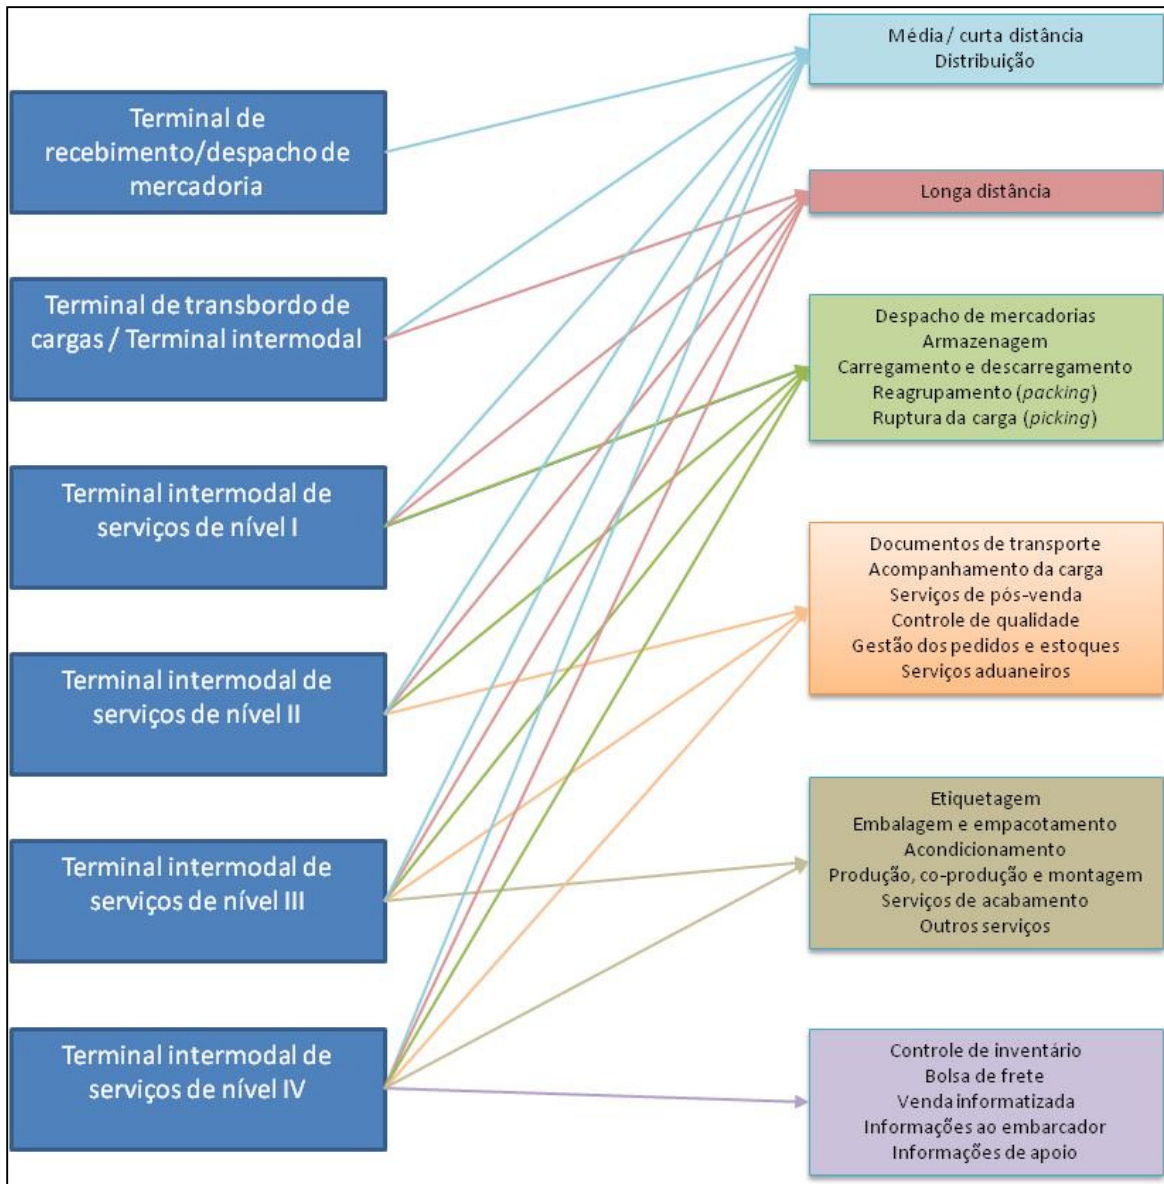 Terminal de
recebimento/despacho de
mercadoria
Terminal de transbordo de
cargas / Terminal intermodal
Terminal intermodal de
serviços de nível I
Terminal intermodal de
serviços de nível II
Terminal intermodal de
serviços de nível III
Terminal intermodal de
serviços de nível IV
Média / curta distância
Distribuição
Longa distância
Despacho de mercadorias
Armazenagem
Carregamento e descarregamento
Reagrupamento (packing)
Ruptura da carga (picking)
Documentos de transporte
Acompanhamento da carga
Serviços de pós-venda
Controle de qualidade
Gestão dos pedidos e estoques
Serviços aduaneiros
Etiquetagem
Embalagem e empacotamento
Acondicionamento
Produção, co-produção e montagem
Serviços de acabamento
Outros serviços
Controle de inventário
Bolsa de frete
Venda informatizada
Informações ao embarcador
Informações de apoio